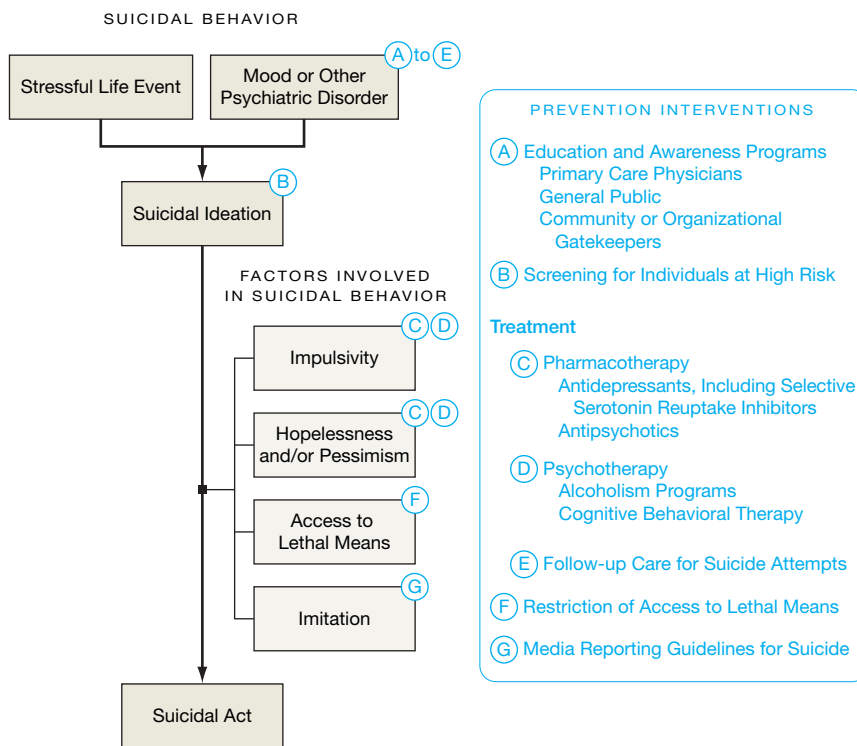 SUICIDAL BEHAVIOR
Stressful Life Event
Mood or Other
Psychiatric Disorder
A to E
Suicidal Ideation
B
FACTORS INVOLVED
IN SUICIDAL BEHAVIOR
C D
Impulsivity
C D
Hopelessness
and/or Pessimism
F
Access to
Lethal Means
G
Imitation
Suicidal Act
PREVENTION INTERVENTIONS
A Education and Awareness Programs
Primary Care Physicians
General Public
Community or Organizational
Gatekeepers
B Screening for Individuals at High Risk
Treatment
C Pharmacotherapy
Antidepressants, Including Selective
Serotonin Reuptake Inhibitors
Antipsychotics
D Psychotherapy
Alcoholism Programs
Cognitive Behavioral Therapy
E Follow-up Care for Suicide Attempts
F Restriction of Access to Lethal Means
G Media Reporting Guidelines for Suicide